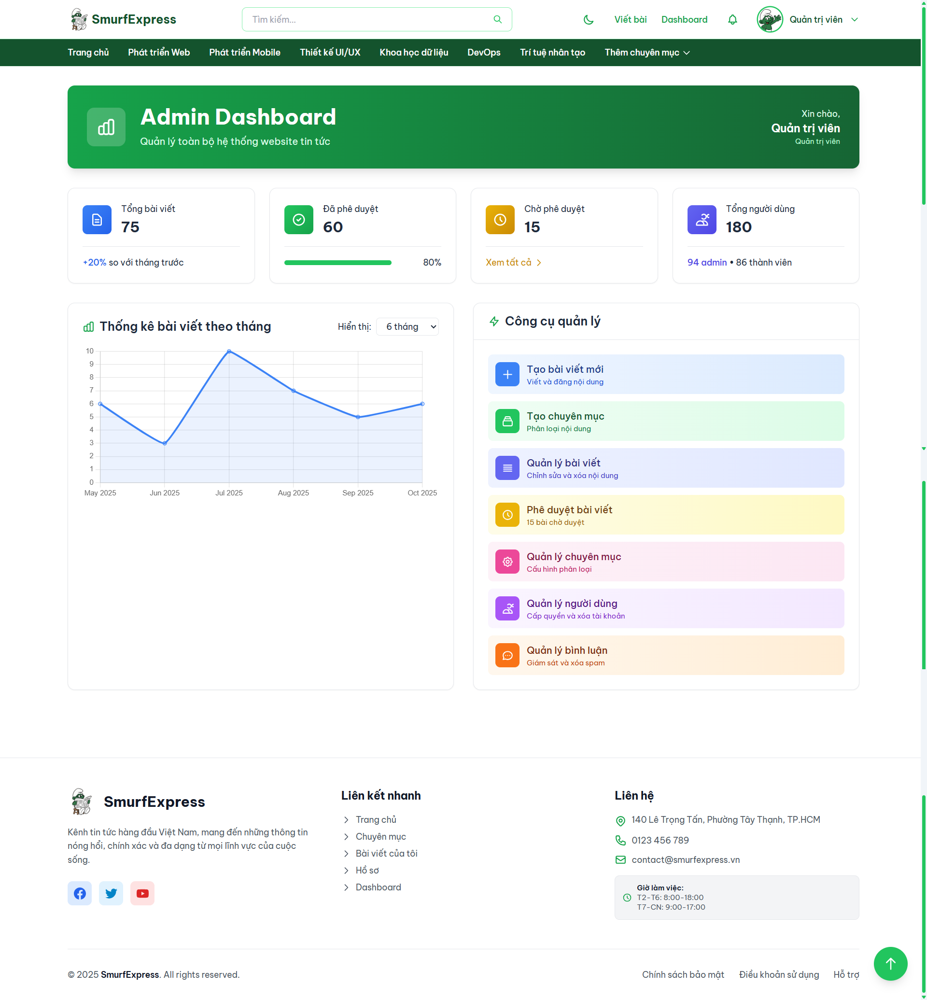 SmurfExpress
Tìm kiếm...
Viết bài
Dashboard
Quản trị viên
Trang chủ
Phát triển Web
Phát triển Mobile
Thiết kế UI/UX
Khoa học dữ liệu
DevOps
Trí tuệ nhân tạo
Thêm chuyên mục
Admin Dashboard
Quản lý toàn bộ hệ thống website tin tức
Xin chào,
Quản trị viên
Quản trị viên
Tổng bài viết
75
+20% so với tháng trước
Đã phê duyệt
60
80%
Chờ phê duyệt
15
Xem tất cả
Tổng người dùng
180
94 admin • 86 thành viên
Thống kê bài viết theo tháng
Hiển thị:
6 tháng
10
9
8
7
6
5
4
3
2
1
0
May 2025
Jun 2025
Jul 2025
Aug 2025
Sep 2025
Oct 2025
Công cụ quản lý
Tạo bài viết mới
Viết và đăng nội dung
Tạo chuyên mục
Phân loại nội dung
Quản lý bài viết
Chỉnh sửa và xóa nội dung
Phê duyệt bài viết
15 bài chờ duyệt
Quản lý chuyên mục
Cấu hình phân loại
Quản lý người dùng
Cấp quyền và xóa tài khoản
Quản lý bình luận
Giám sát và xóa spam
SmurfExpress
Kênh tin tức hàng đầu Việt Nam, mang đến những thông tin
nóng hổi, chính xác và đa dạng từ mọi lĩnh vực của cuộc
sống.
Liên kết nhanh
Trang chủ
Chuyên mục
Bài viết của tôi
Hồ sơ
Dashboard
Liên hệ
140 Lê Trọng Tấn, Phường Tây Thạnh, TP.HCM
0123 456 789
contact@smurfexpress.vn
Giờ làm việc:
T2-T6: 8:00-18:00
T7-CN: 9:00-17:00
© 2025 SmurfExpress. All rights reserved.
Chính sách bảo mật
Điều khoản sử dụng
Hỗ trợ